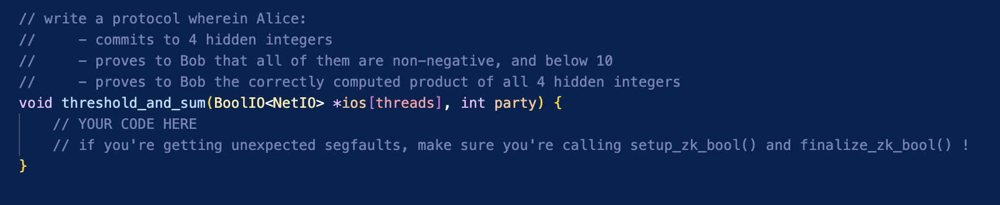 // write a protocol wherein Alice:
//     - commits to 4 hidden integers
//     - proves to Bob that all of them are non-negative, and below 10
//     - proves to Bob the correctly computed product of all 4 hidden integers
void threshold_and_sum(BoolIO<NetIO> *ios[threads], int party) {
    // YOUR CODE HERE
    // if you're getting unexpected segfaults, make sure you're calling setup_zk_bool() and finalize_zk_bool() !
}